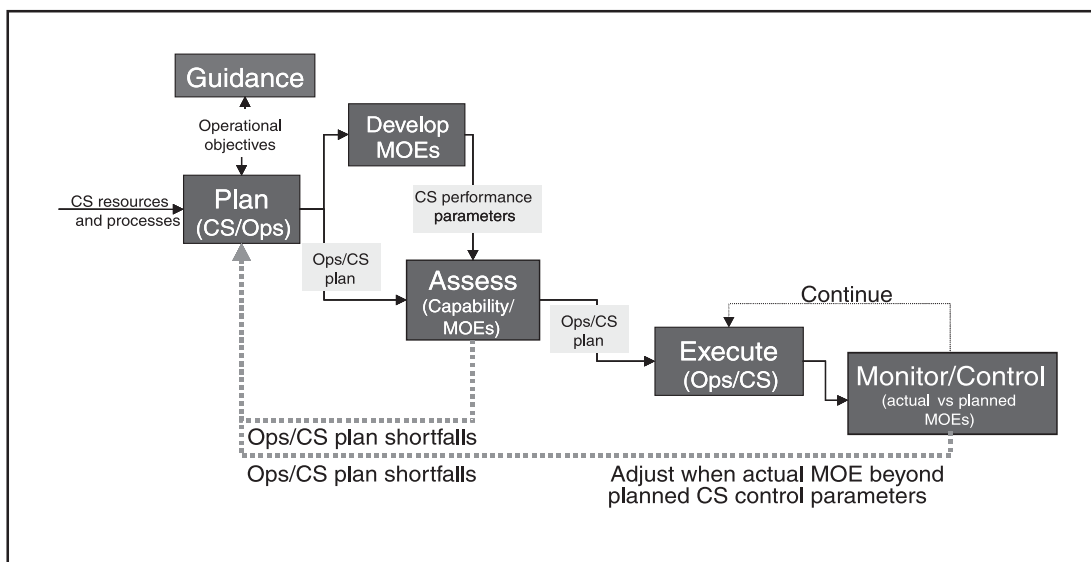 Guidance
Operational
objectives
Develop
MOEs
CS resources
and processes
Plan
(CS/Ops)
CS performance
parameters
Ops/CS
plan
Assess
(Capability/
MOEs)
Ops/CS
plan
Continue
Execute
(Ops/CS)
Monitor/Control
(actual vs planned
MOEs)
Ops/CS plan shortfalls
Ops/CS plan shortfalls
Adjust when actual MOE beyond
planned CS control parameters